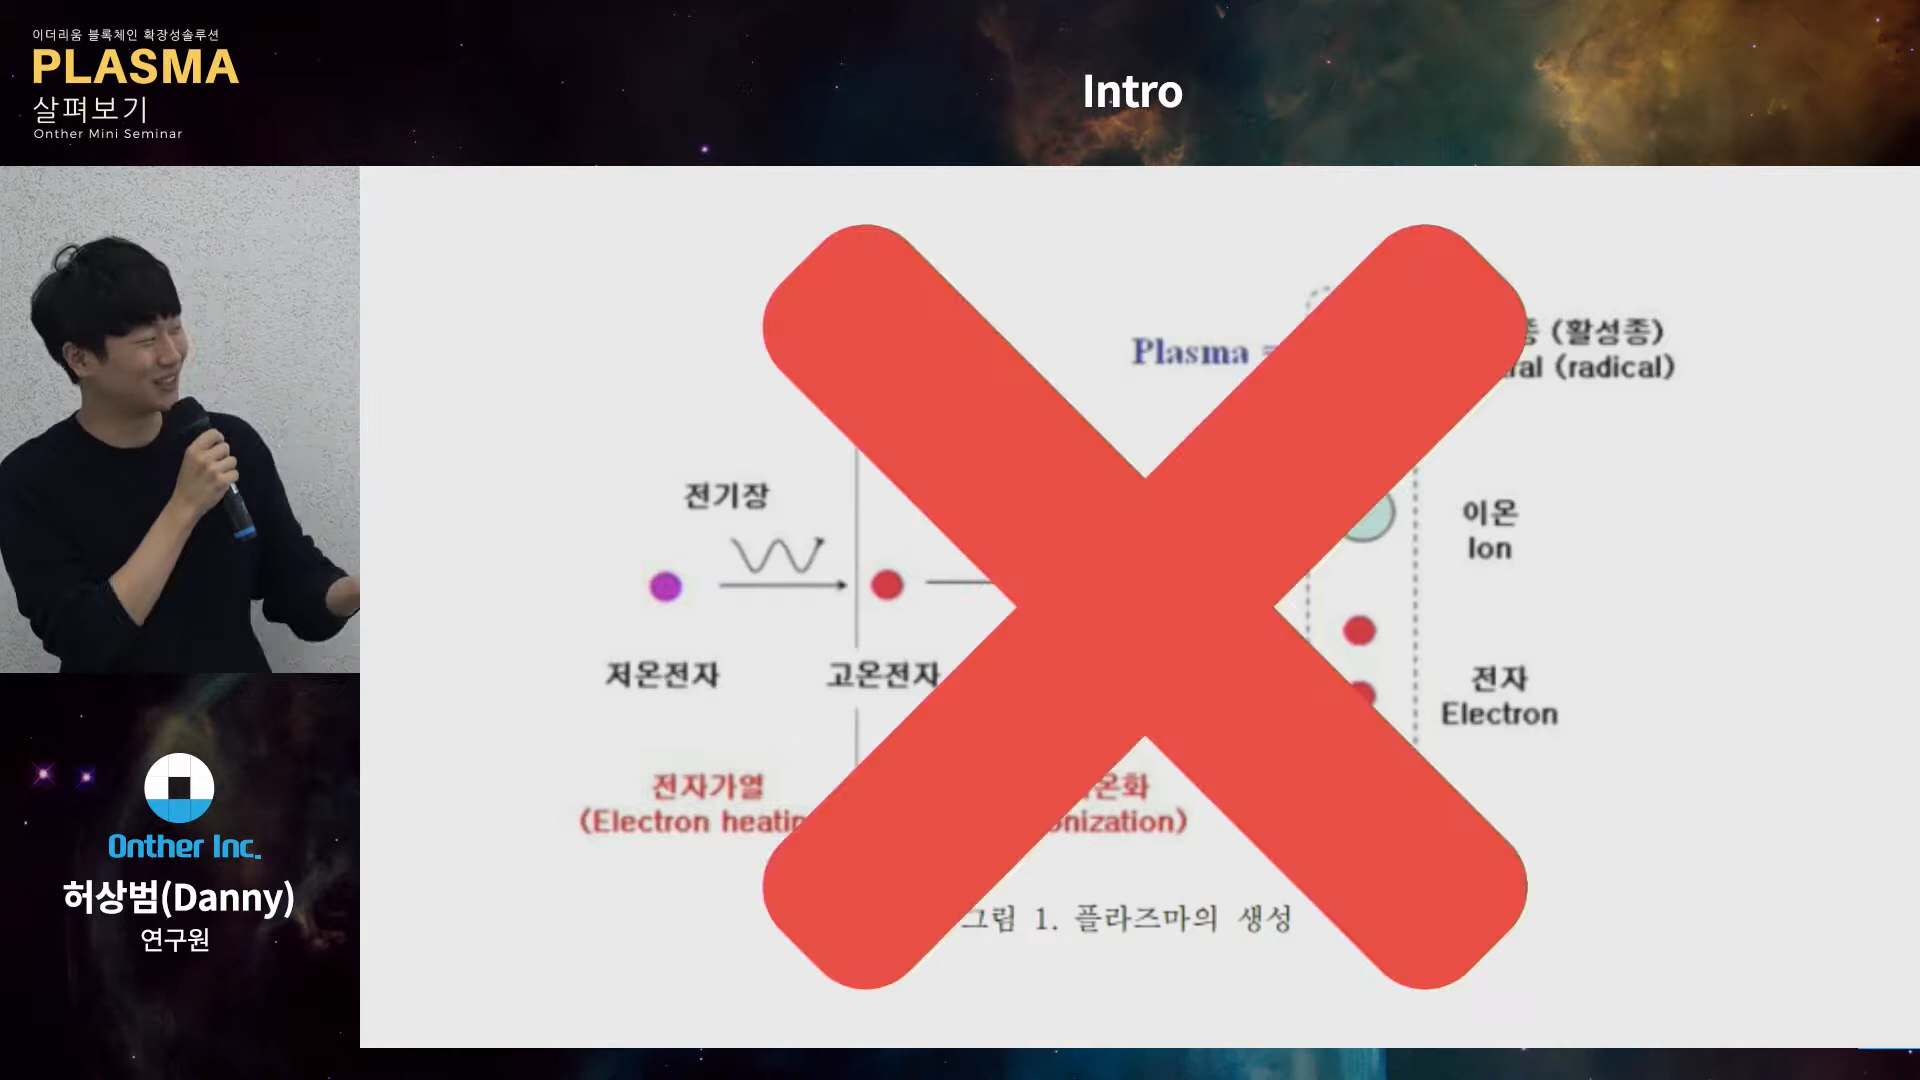 이더리움 블록체인 확장성솔루션
PLASMA
살펴보기
Onther Mini Seminar
Intro
Plasma =
(활성종)
(radical)
전기장
이온
Ion
저온전자
고온전자
전자
Electron
전자가열
(Electron
그림 1. 플라즈마의 생성
Onther Inc.
허상범(Danny)
연구원